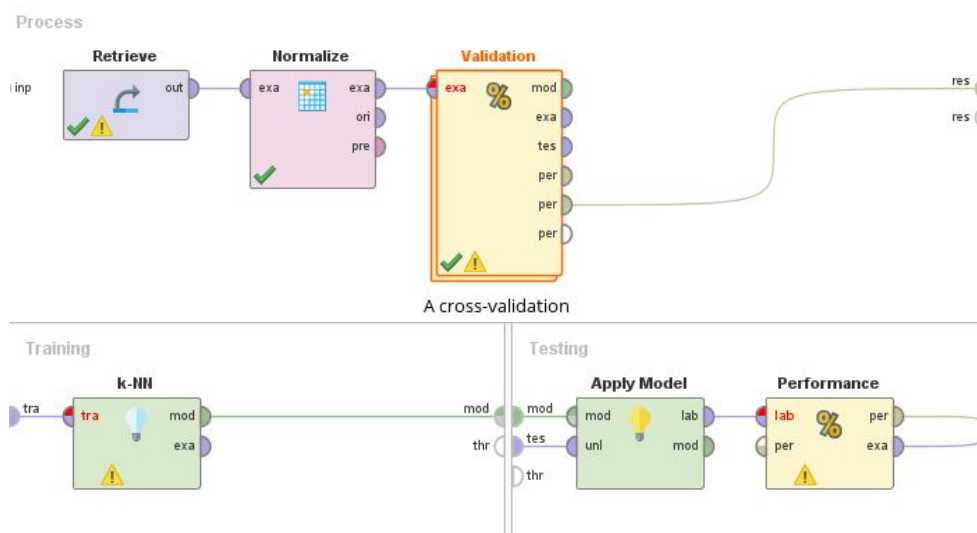 Process
Retrieve
Normalize
Validation
inp
out
exa
exa
ori
pre
exa
mod
exa
tes
per
per
per
res
res
A cross-validation
Training
Testing
k-NN
Apply Model
Performance
tra
tra
mod
exa
mod
thr
mod
tes
thr
mod
unl
lab
mod
lab
per
per
exa